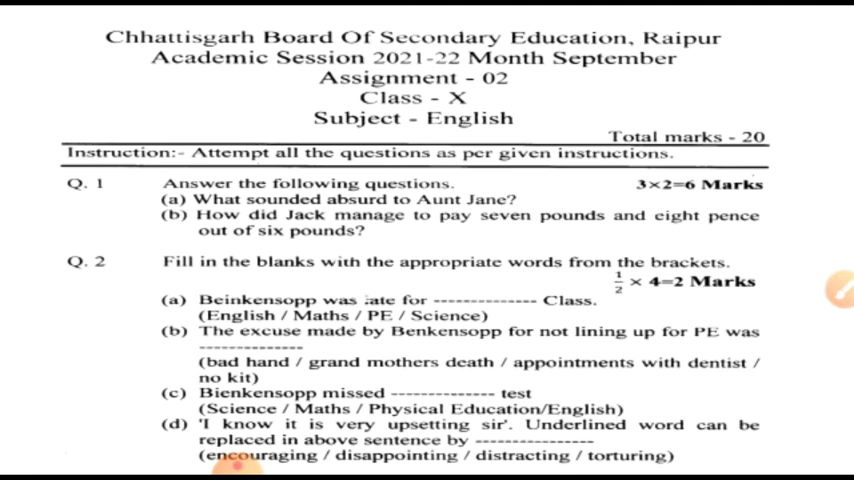 Chhattisgarh Board Of Secondary Education, Raipur
Academic Session 2021-22 Month September
Assignment - 02
Class - X
Subject - English
Total marks - 20
Instruction:- Attempt all the questions as per given instructions.
Q. 1 Answer the following questions. 3×2=6 Marks
(a) What sounded absurd to Aunt Jane?
(b) How did Jack manage to pay seven pounds and eight pence
out of six pounds?
Q. 2 Fill in the blanks with the appropriate words from the brackets.
1/2 × 4=2 Marks
(a) Beinkensopp was late for -------------- Class.
(English / Maths / PE / Science)
(b) The excuse made by Benkensopp for not lining up for PE was
--------------
(bad hand / grand mothers death / appointments with dentist /
no kit)
(c) Bienkensopp missed -------------- test
(Science / Maths / Physical Education/English)
(d) 'I know it is very upsetting sir'. Underlined word can be
replaced in above sentence by ----------------
(encouraging / disappointing / distracting / torturing)